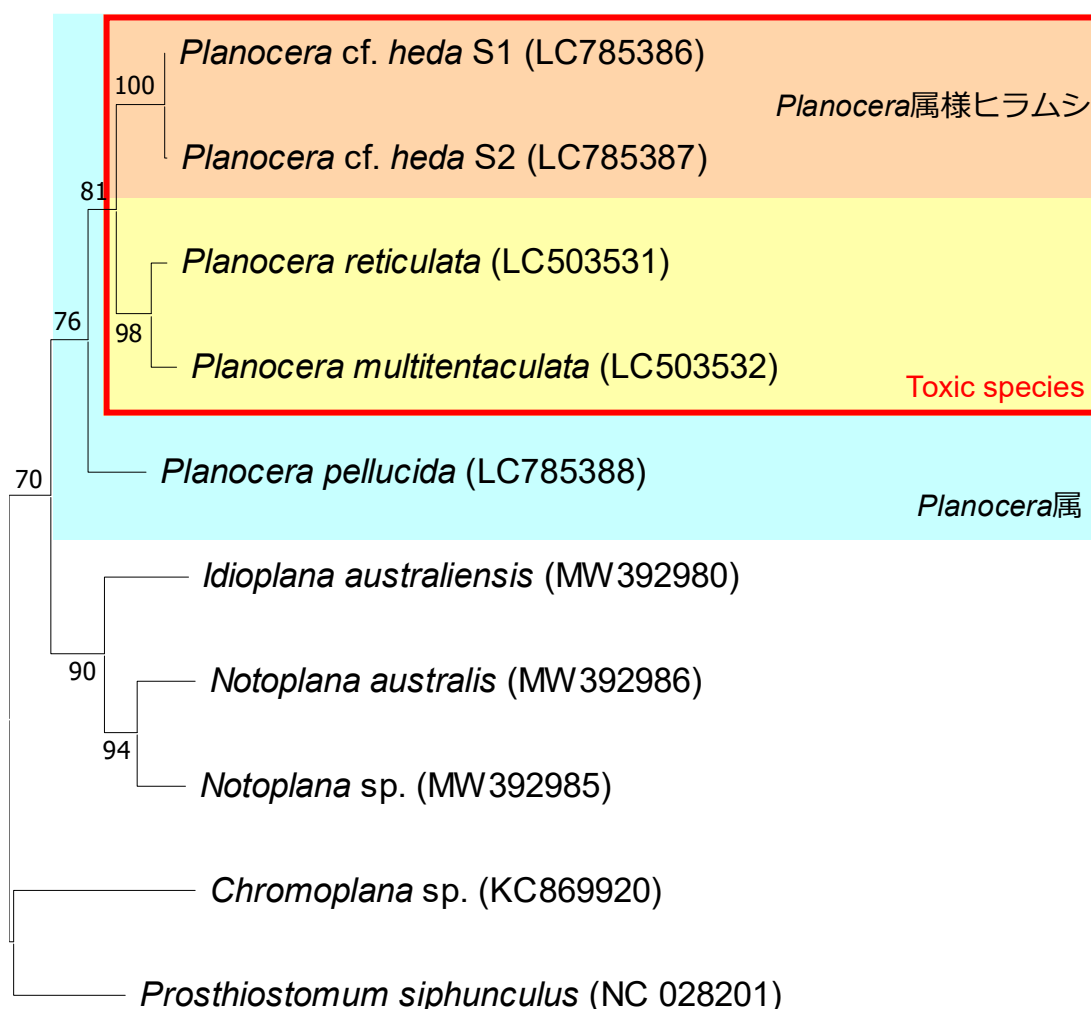 Planocera cf. heda S1 (LC785386)
100
Planocera属様ヒラムシ
Planocera cf. heda S2 (LC785387)
81
Planocera reticulata (LC503531)
76
98
Planocera multitentaculata (LC503532)
Toxic species
Planocera pellucida (LC785388)
70
Planocera属
Idioplana australiensis (MW392980)
90
Notoplana australis (MW392986)
94
Notoplana sp. (MW392985)
Chromoplana sp. (KC869920)
Prosthiostomum siphunculus (NC 028201)